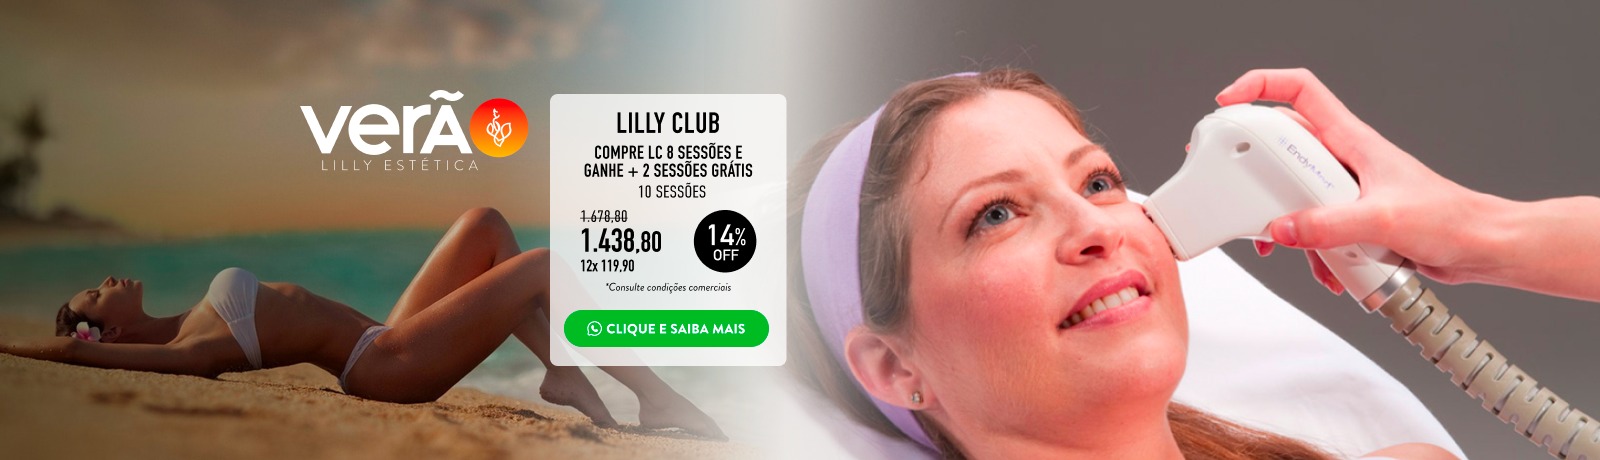 verÃO
LILLY ESTÉTICA
LILLY CLUB
COMPRE LC 8 SESSÕES E
GANHE + 2 SESSÕES GRÁTIS
10 SESSÕES
1.678,80
1.438,80
12x 119,90
14%
OFF
*Consulte condições comerciais
CLIQUE E SAIBA MAIS